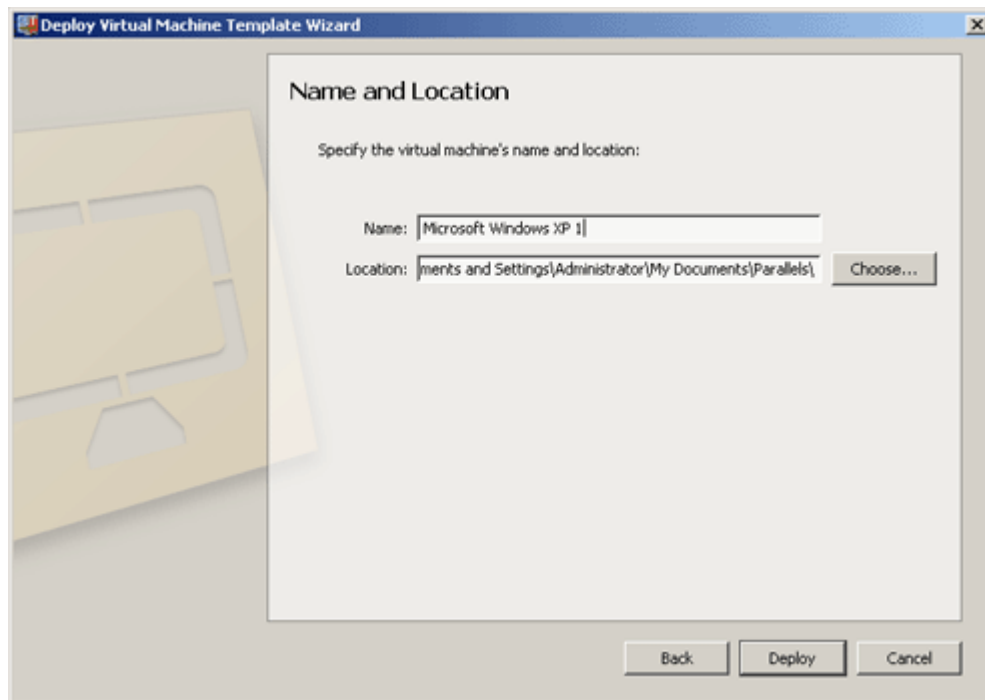 Deploy Virtual Machine Template Wizard
Name and Location
Specify the virtual machine's name and location:
Name: Microsoft Windows XP 1
Location: ments and Settings\Administrator\My Documents\Parallels\ Choose...
Back Deploy Cancel